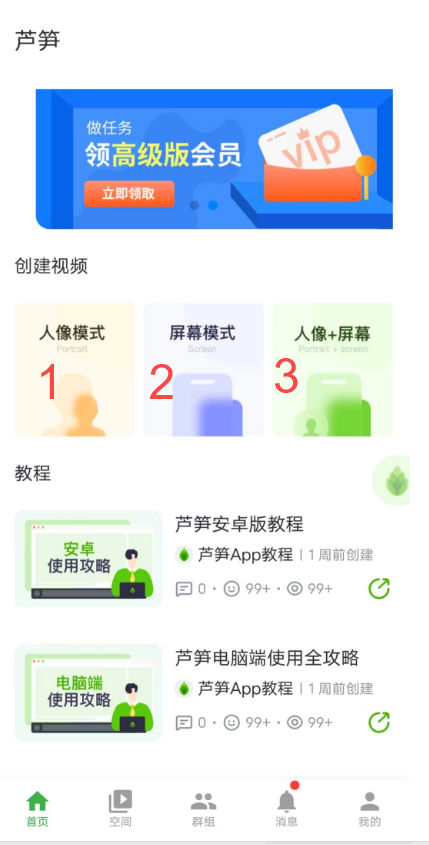 芦笋
做任务
领高级版会员
立即领取
vip
创建视频
人像模式
Portrait
屏幕模式
Screen
人像+屏幕
Portrait + screen
1
2
3
教程
安卓
使用攻略
芦笋安卓版教程
芦笋App教程 | 1 周前创建
0 · 99+ · 99+
电脑端
使用攻略
芦笋电脑端使用全攻略
芦笋App教程 | 1 周前创建
0 · 99+ · 99+
首页
空间
群组
消息
我的